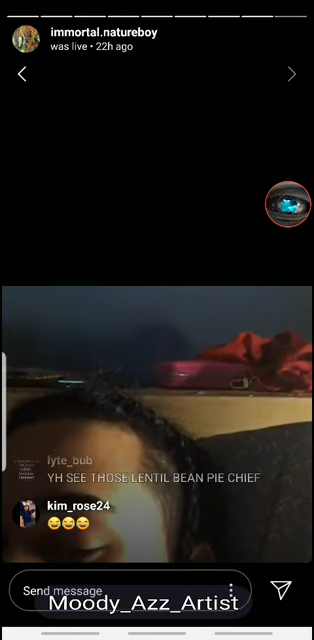 immortal.natureboy
was live • 22h ago
lyte_bub
YH SEE THOSE LENTIL BEAN PIE CHIEF
kim_rose24
😂😂😂
Send message
Moody_Azz_Artist